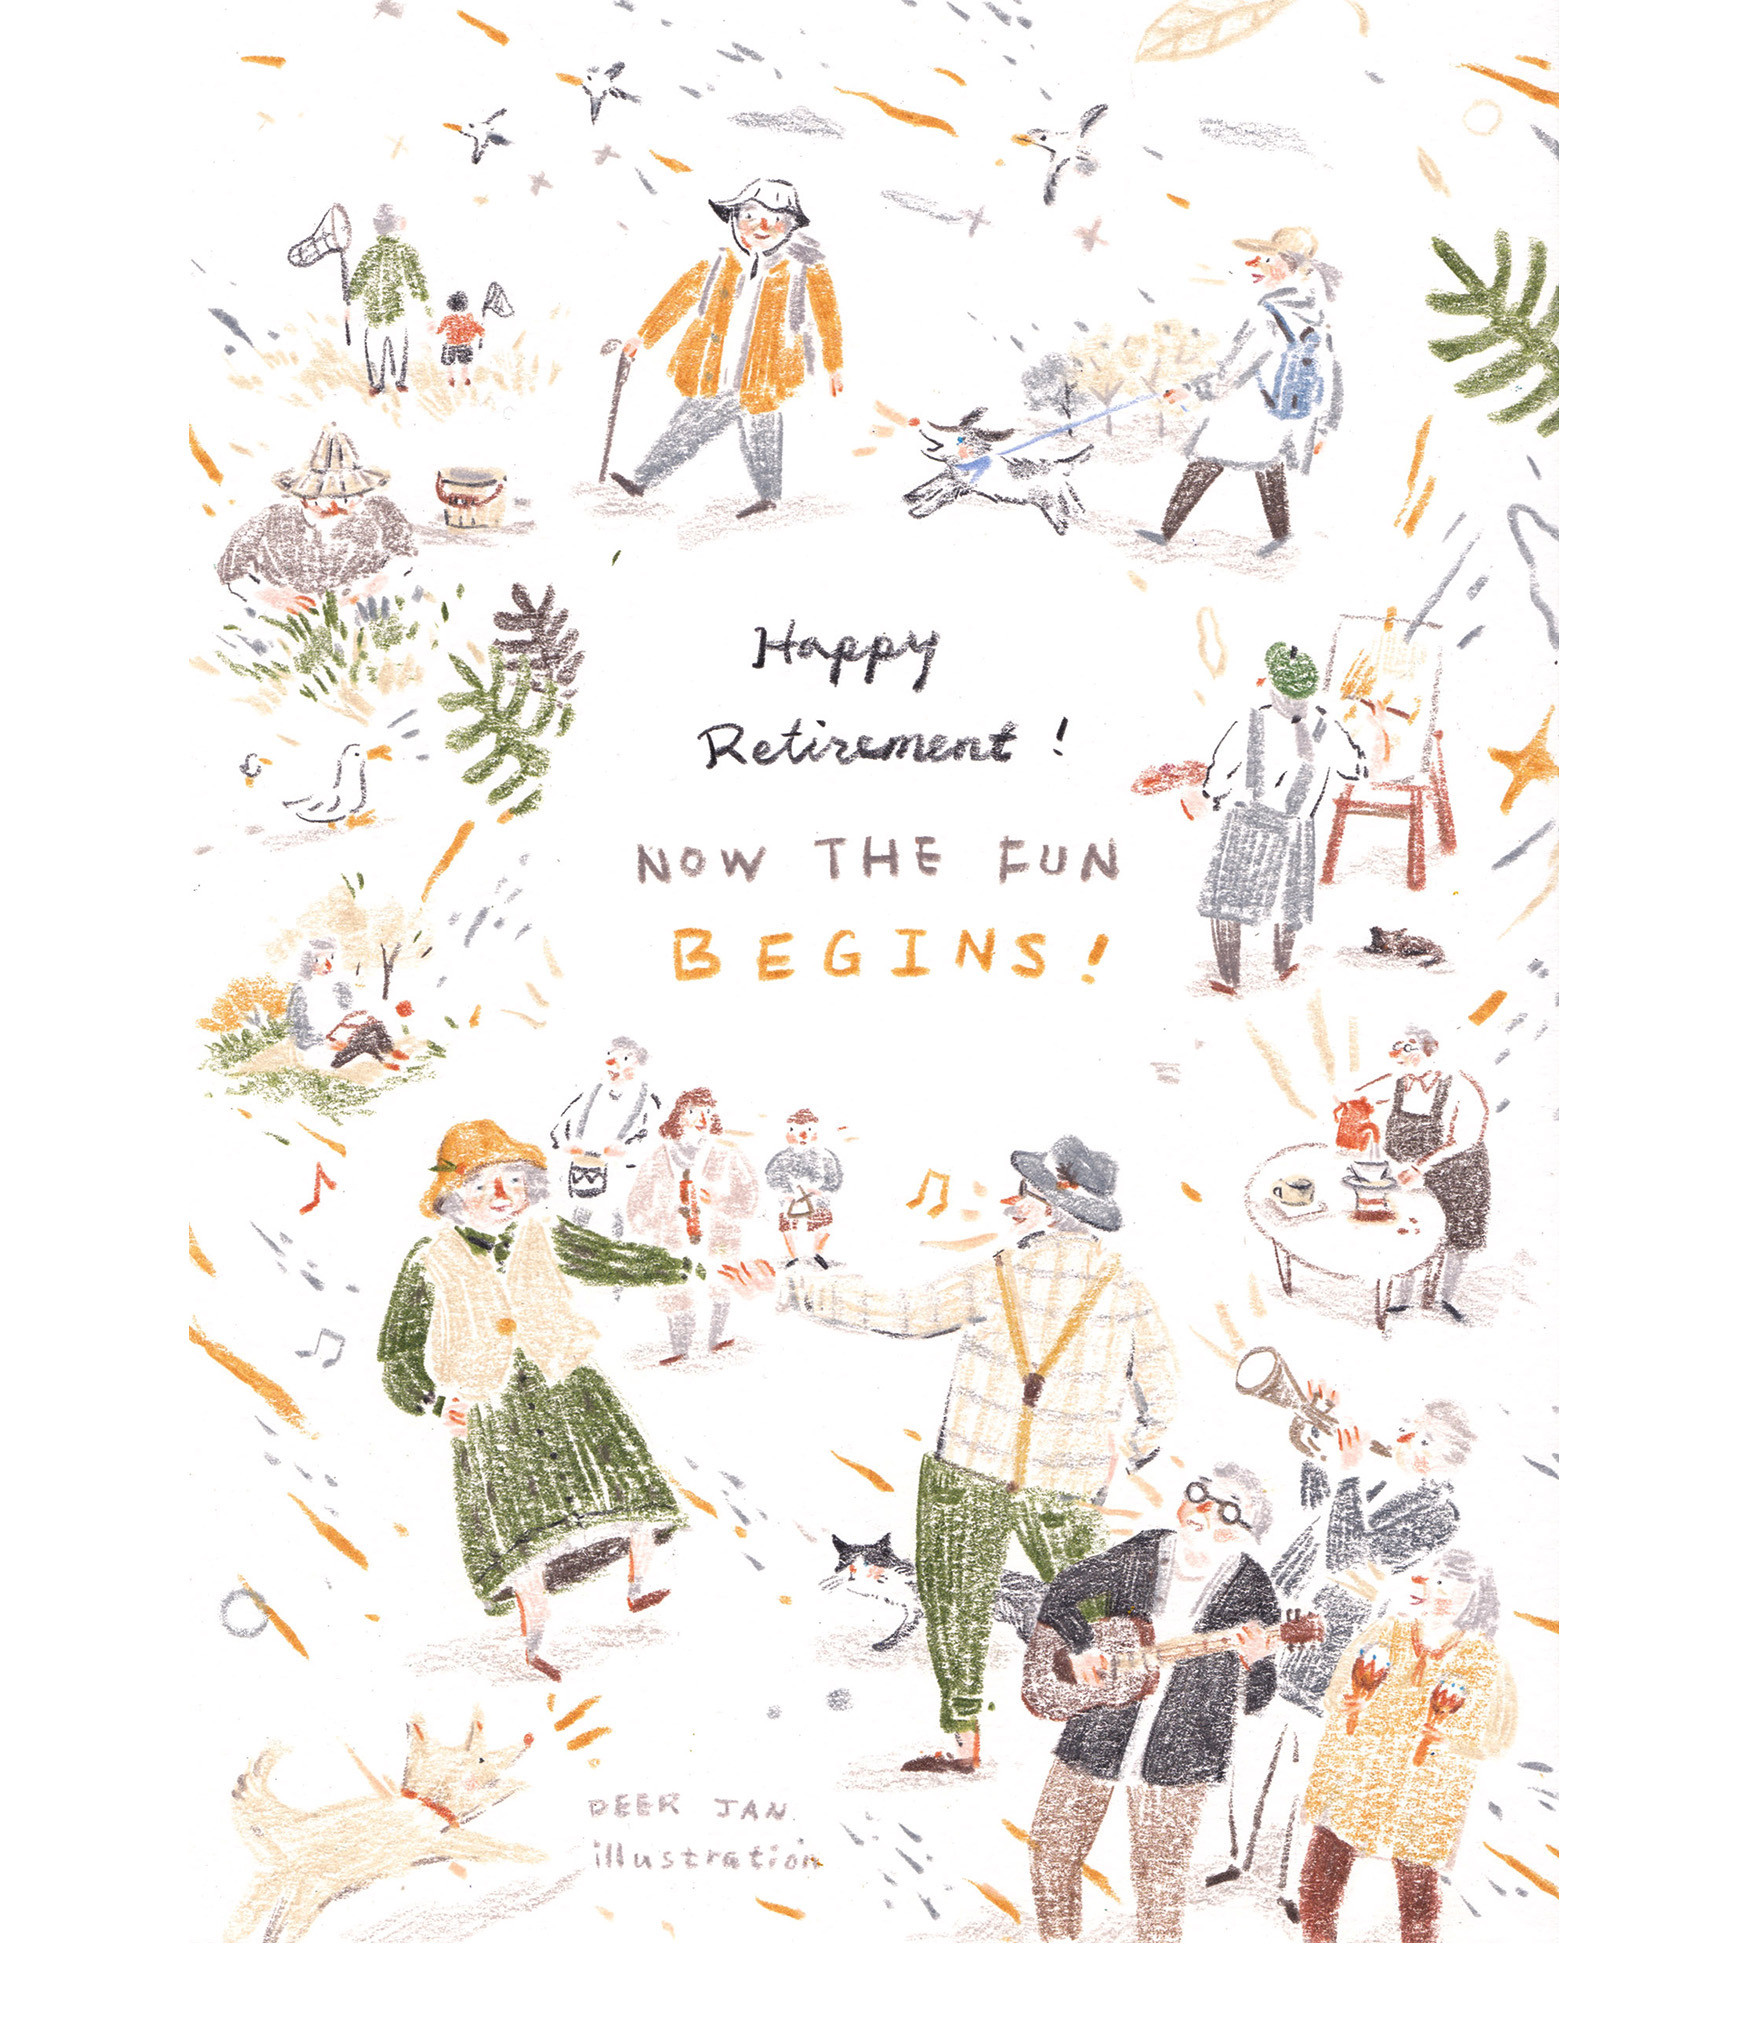 Happy
Retirement!
NOW THE FUN
BEGINS!
DEER JAN
illustration